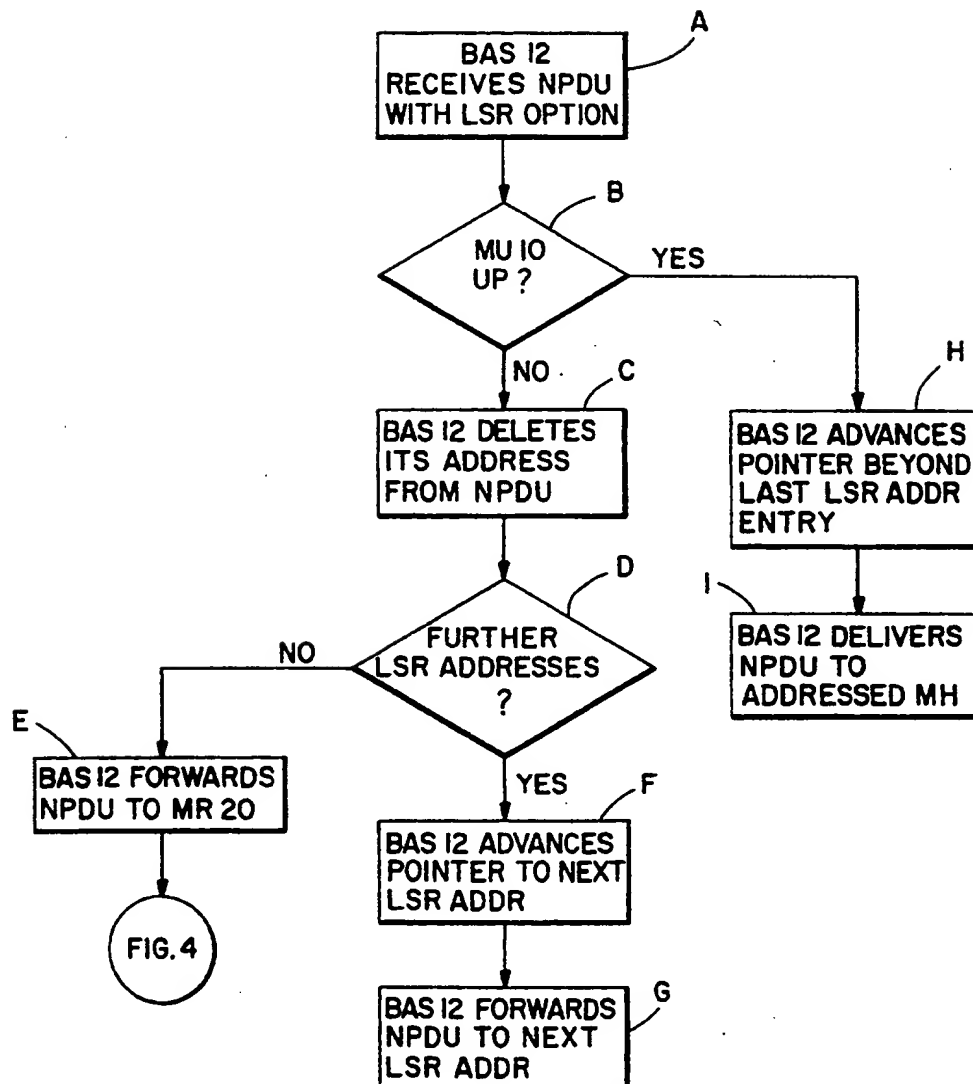 A
BAS 12
RECEIVES NPDU
WITH LSR OPTION
B
MU 10
UP ?
YES
NO
C
H
BAS 12 DELETES
ITS ADDRESS
FROM NPDU
BAS 12 ADVANCES
POINTER BEYOND
LAST LSR ADDR
ENTRY
D
I
FURTHER
LSR ADDRESSES
?
NO
BAS 12 DELIVERS
NPDU TO
ADDRESSED MH
E
BAS 12 FORWARDS
NPDU TO MR 20
YES
F
BAS 12 ADVANCES
POINTER TO NEXT
LSR ADDR
FIG. 4
G
BAS 12 FORWARDS
NPDU TO NEXT
LSR ADDR